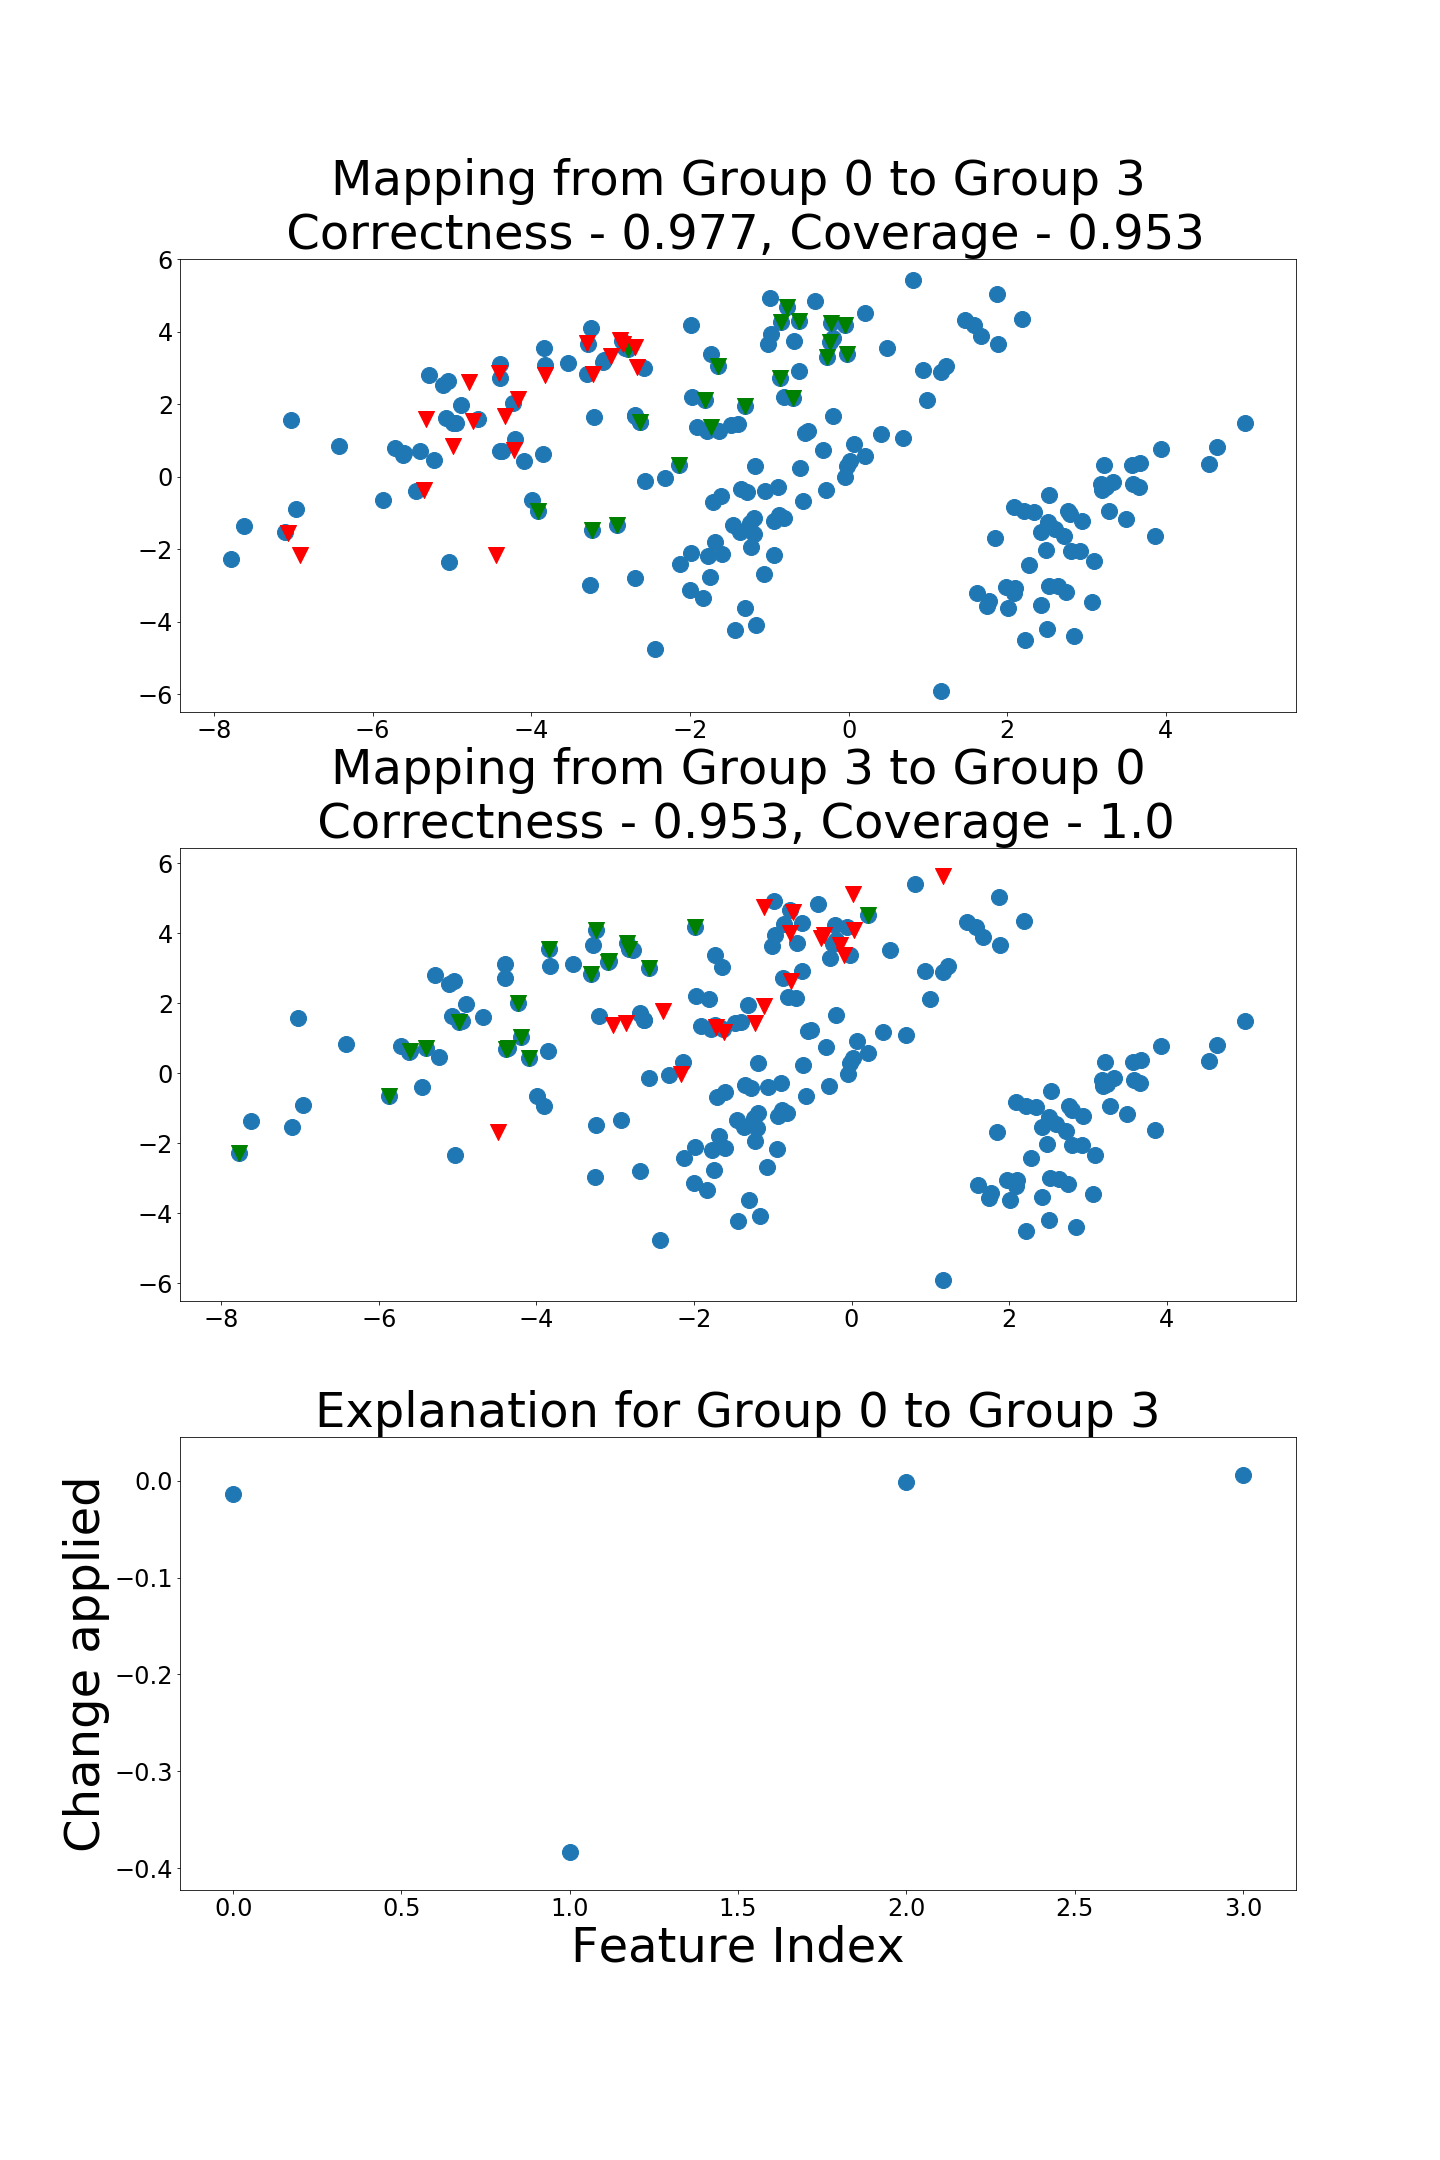 Mapping from Group 0 to Group 3
Correctness - 0.977, Coverage - 0.953
6
4
2
0
−2
−4
−6
−8 −6 −4 −2 0 2 4
Mapping from Group 3 to Group 0
Correctness - 0.953, Coverage - 1.0
6
4
2
0
−2
−4
−6
−8 −6 −4 −2 0 2 4
Explanation for Group 0 to Group 3
Change applied
0.0
−0.1
−0.2
−0.3
−0.4
0.0 0.5 1.0 1.5 2.0 2.5 3.0
Feature Index